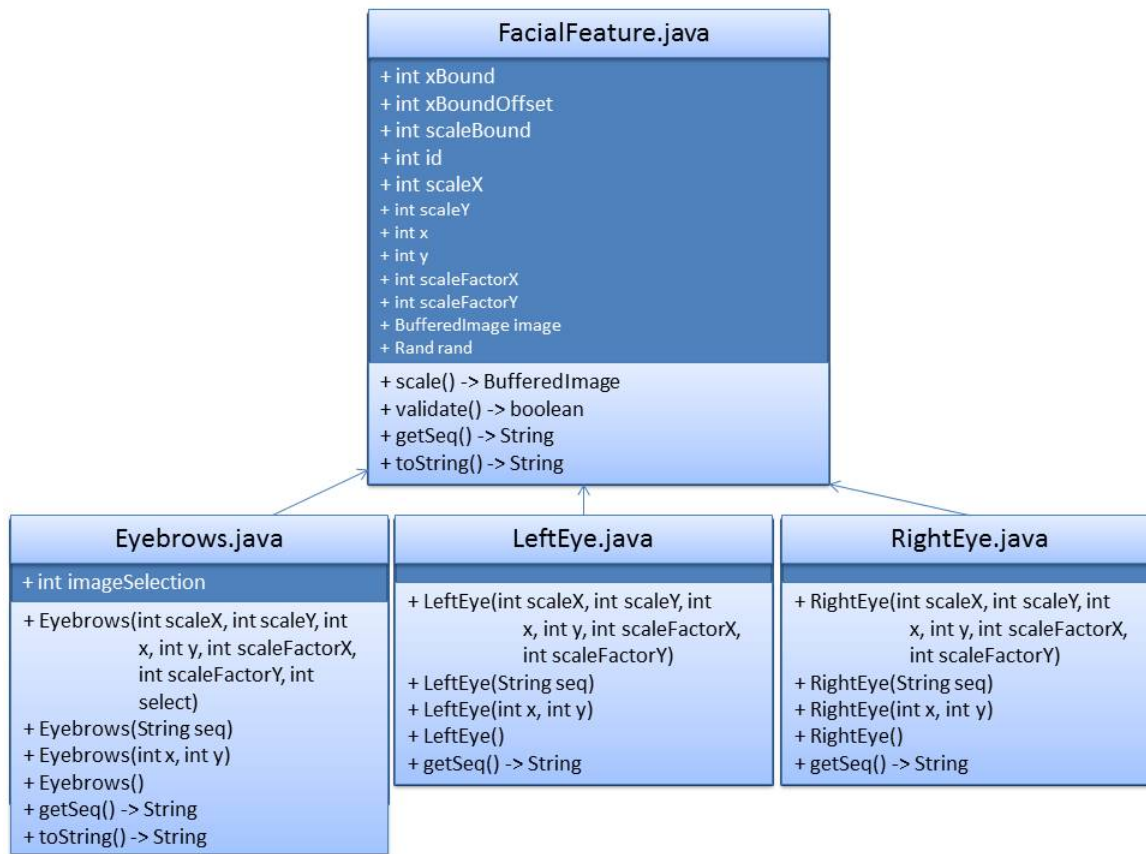 FacialFeature.java
+ int xBound
+ int xBoundOffset
+ int scaleBound
+ int id
+ int scaleX
+ int scaleY
+ int x
+ int y
+ int scaleFactorX
+ int scaleFactorY
+ BufferedImage image
+ Rand rand
+ scale() -> BufferedImage
+ validate() -> boolean
+ getSeq() -> String
+ toString() -> String
Eyebrows.java
+ int imageSelection
+ Eyebrows(int scaleX, int scaleY, int
x, int y, int scaleFactorX,
int scaleFactorY, int
select)
+ Eyebrows(String seq)
+ Eyebrows(int x, int y)
+ Eyebrows()
+ getSeq() -> String
+ toString() -> String
LeftEye.java
+ LeftEye(int scaleX, int scaleY, int
x, int y, int scaleFactorX,
int scaleFactorY)
+ LeftEye(String seq)
+ LeftEye(int x, int y)
+ LeftEye()
+ getSeq() -> String
RightEye.java
+ RightEye(int scaleX, int scaleY, int
x, int y, int scaleFactorX,
int scaleFactorY)
+ RightEye(String seq)
+ RightEye(int x, int y)
+ RightEye()
+ getSeq() -> String